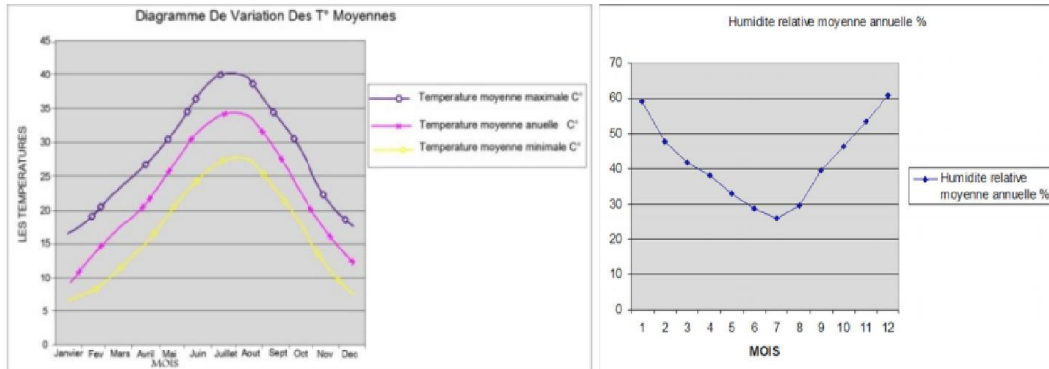 Diagramme De Variation Des T° Moyennes
LES TEMPERATURES
45
40
35
30
25
20
15
10
5
0
Janvier Fev Mars Avril Mai Juin Juillet Aout Sept Oct Nov Dec
MOIS
Temperature moyenne maximale C°
Temperature moyenne anuelle C°
Temperature moyenne minimale C°
Humidite relative moyenne annuelle %
70
60
50
40
30
20
10
0
1 2 3 4 5 6 7 8 9 10 11 12
MOIS
Humidite relative
moyenne annuelle %